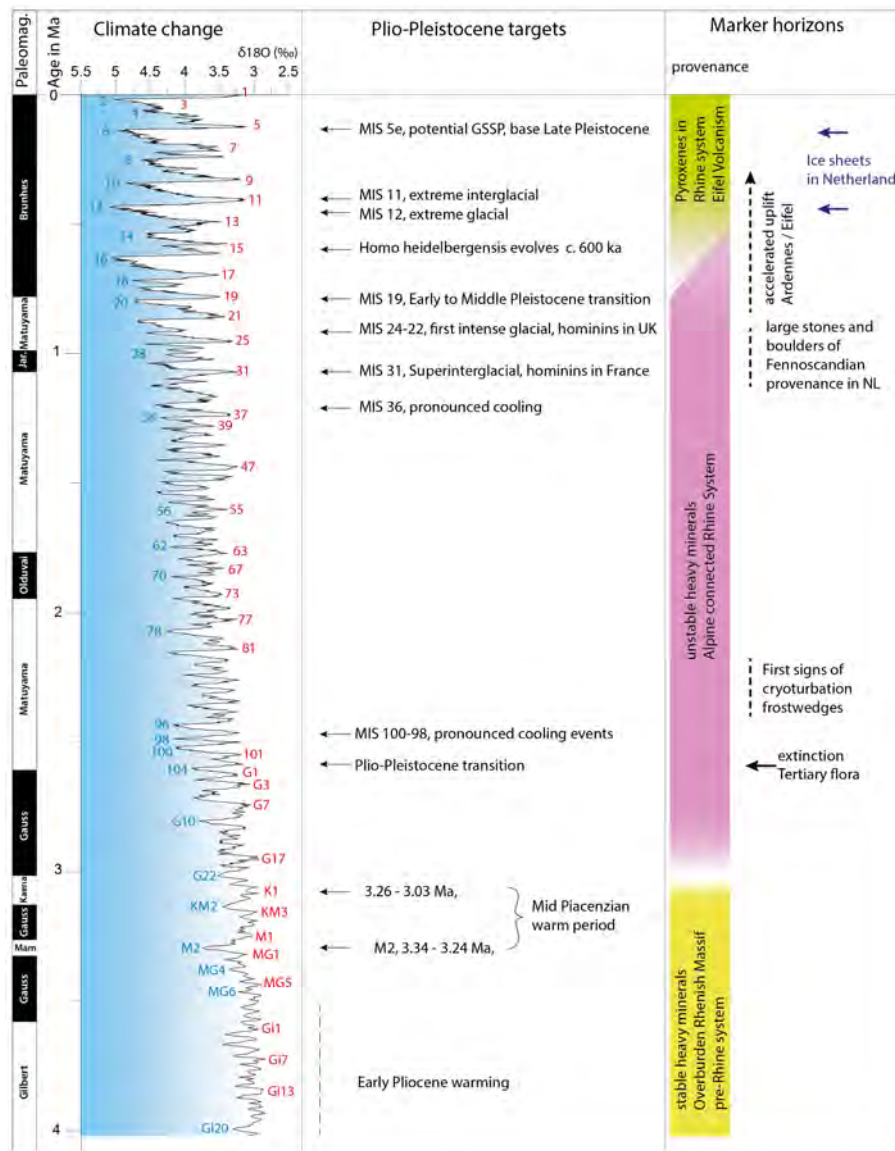 Paleomag.
Age in Ma
Climate change
δ18O (‰)
5.5 5 4.5 4 3.5 3 2.5
Plio-Pleistocene targets
Marker horizons
provenance
0
1
2
3
4
Brunhes
Matuyama
Jar.
Matuyama
Olduvai
Matuyama
Gauss
Kaena
Gauss
Mam
Gauss
Gilbert
1
3
5
7
9
11
13
15
17
19
21
25
31
37
39
47
55
63
67
73
77
81
101
G1
G3
G7
G17
K1
KM3
M1
MG1
MG5
Gi1
Gi7
Gi13
2
4
6
8
10
12
14
16
18
20
28
36
56
62
70
78
96
98
100
104
G10
G22
KM2
M2
MG4
MG6
GI20
MIS 5e, potential GSSP, base Late Pleistocene
MIS 11, extreme interglacial
MIS 12, extreme glacial
Homo heidelbergensis evolves c. 600 ka
MIS 19, Early to Middle Pleistocene transition
MIS 24-22, first intense glacial, hominins in UK
MIS 31, Superinterglacial, hominins in France
MIS 36, pronounced cooling
MIS 100-98, pronounced cooling events
Plio-Pleistocene transition
3.26 - 3.03 Ma,
Mid Piacenzian
warm period
M2, 3.34 - 3.24 Ma,
Early Pliocene warming
Pyroxenes in
Rhine system
Eifel Volcanism
unstable heavy minerals
Alpine connected Rhine System
stable heavy minerals
Overburden Rhenish Massif
pre-Rhine system
Ice sheets
in Netherland
accelerated uplift
Ardennes / Eifel
large stones and
boulders of
Fennoscandian
provenance in NL
First signs of
cryoturbation
frostwedges
extinction
Tertiary flora